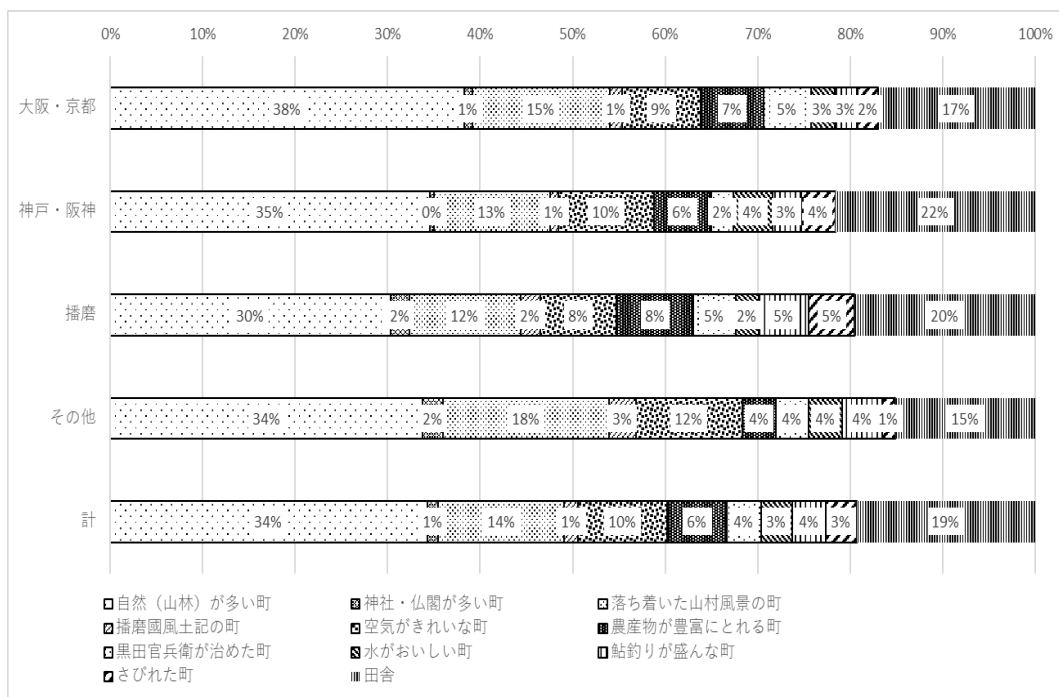 0% 10% 20% 30% 40% 50% 60% 70% 80% 90% 100%
大阪・京都 38% 1% 15% 1% 9% 7% 5% 3% 3% 2% 17%
神戸・阪神 35% 0% 13% 1% 10% 6% 2% 4% 3% 4% 22%
播磨 30% 2% 12% 2% 8% 8% 5% 2% 5% 5% 20%
その他 34% 2% 18% 3% 12% 4% 4% 4% 4% 1% 15%
計 34% 1% 14% 1% 10% 6% 4% 3% 4% 3% 19%
自然（山林）が多い町 神社・仏閣が多い町 落ち着いた山村風景の町
播磨國風土記の町 空気がきれいな町 農産物が豊富にとれる町
黒田官兵衛が治めた町 水がおいしい町 鮎釣りが盛んな町
さびれた町 田舎